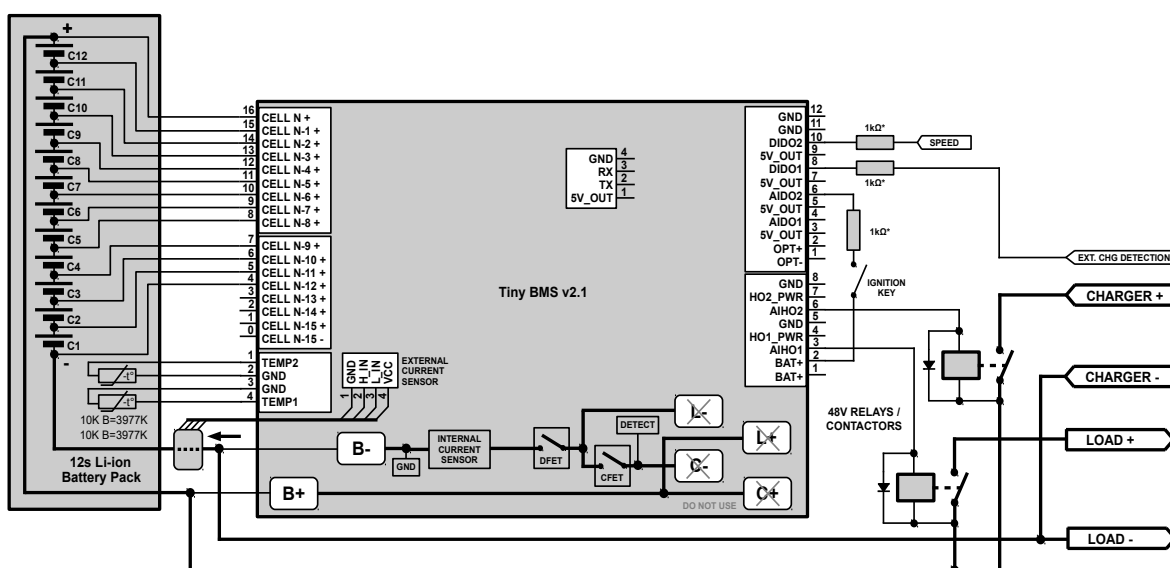 +
C12
C11
C10
C9
C8
C7
C6
C5
C4
C3
C2
C1
-
-t°
-t°
10K B=3977K
10K B=3977K
12s Li-ion
Battery Pack
16 CELL N +
15 CELL N-1 +
14 CELL N-2 +
13 CELL N-3 +
12 CELL N-4 +
11 CELL N-5 +
10 CELL N-6 +
9 CELL N-7 +
8 CELL N-8 +
7 CELL N-9 +
6 CELL N-10 +
5 CELL N-11 +
4 CELL N-12 +
3 CELL N-13 +
2 CELL N-14 +
1 CELL N-15 +
0 CELL N-15 -
1 TEMP2
2 GND
3 GND
4 TEMP1
GND
H_IN
L_IN
VCC
1 2 3 4
EXTERNAL
CURRENT
SENSOR
GND 4
RX 3
TX 2
5V_OUT 1
Tiny BMS v2.1
B-
GND
INTERNAL
CURRENT
SENSOR
DFET
CFET
DETECT
L-
C-
L+
C+
B+
DO NOT USE
GND 12
GND 11
DIDO2 10
5V_OUT 9
DIDO1 8
5V_OUT 7
AIDO2 6
5V_OUT 5
AIDO1 4
5V_OUT 3
OPT+ 2
OPT- 1
GND 8
HO2_PWR 7
AIHO2 6
GND 5
HO1_PWR 4
AIHO1 3
BAT+ 2
BAT+ 1
1kΩ*
SPEED
1kΩ*
1kΩ*
IGNITION
KEY
EXT. CHG DETECTION
CHARGER +
CHARGER -
48V RELAYS /
CONTACTORS
LOAD +
LOAD -